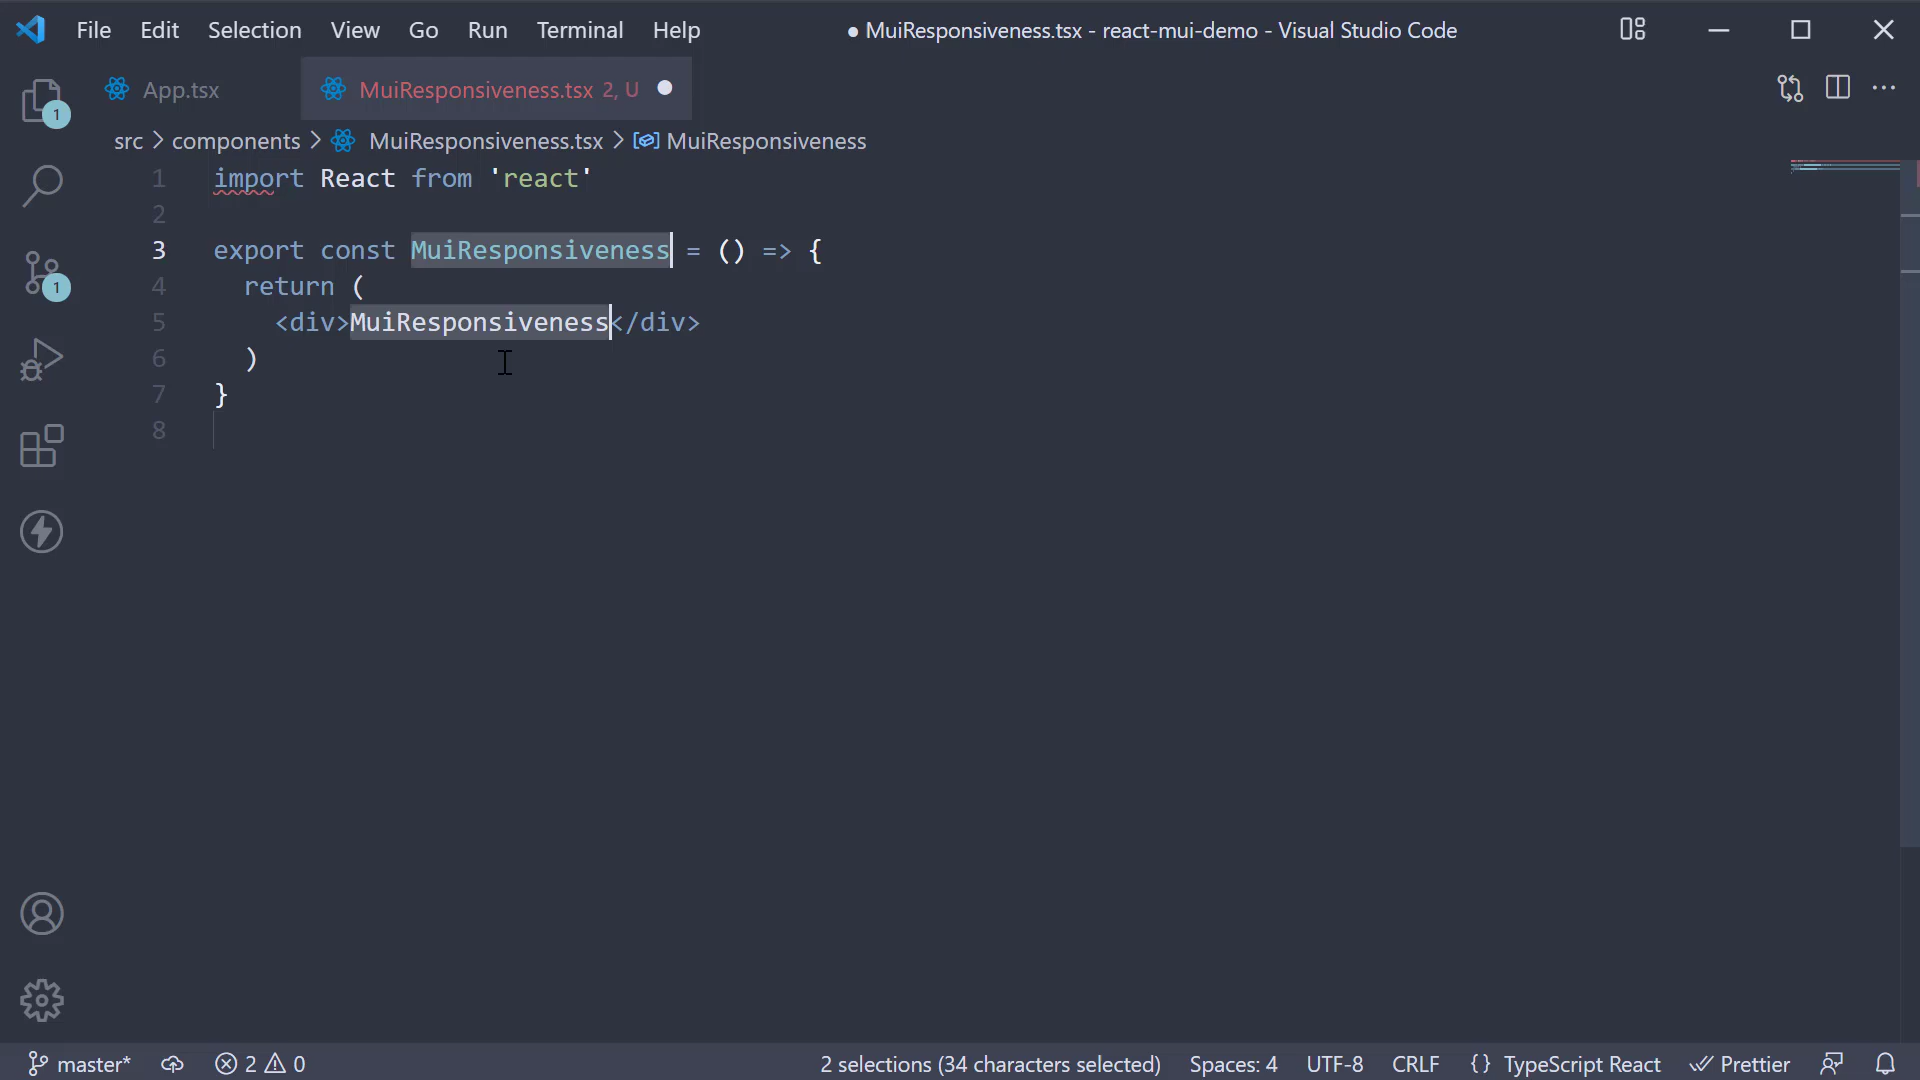 File Edit Selection View Go Run Terminal Help ● MuiResponsiveness.tsx - react-mui-demo - Visual Studio Code
App.tsx MuiResponsiveness.tsx 2, U
src > components > MuiResponsiveness.tsx > MuiResponsiveness
1 import React from 'react'
2
3 export const MuiResponsiveness = () => {
4 return (
5 <div>MuiResponsiveness</div>
6 )
7 }
8
1
1
master* 2 0 2 selections (34 characters selected) Spaces: 4 UTF-8 CRLF {} TypeScript React Prettier